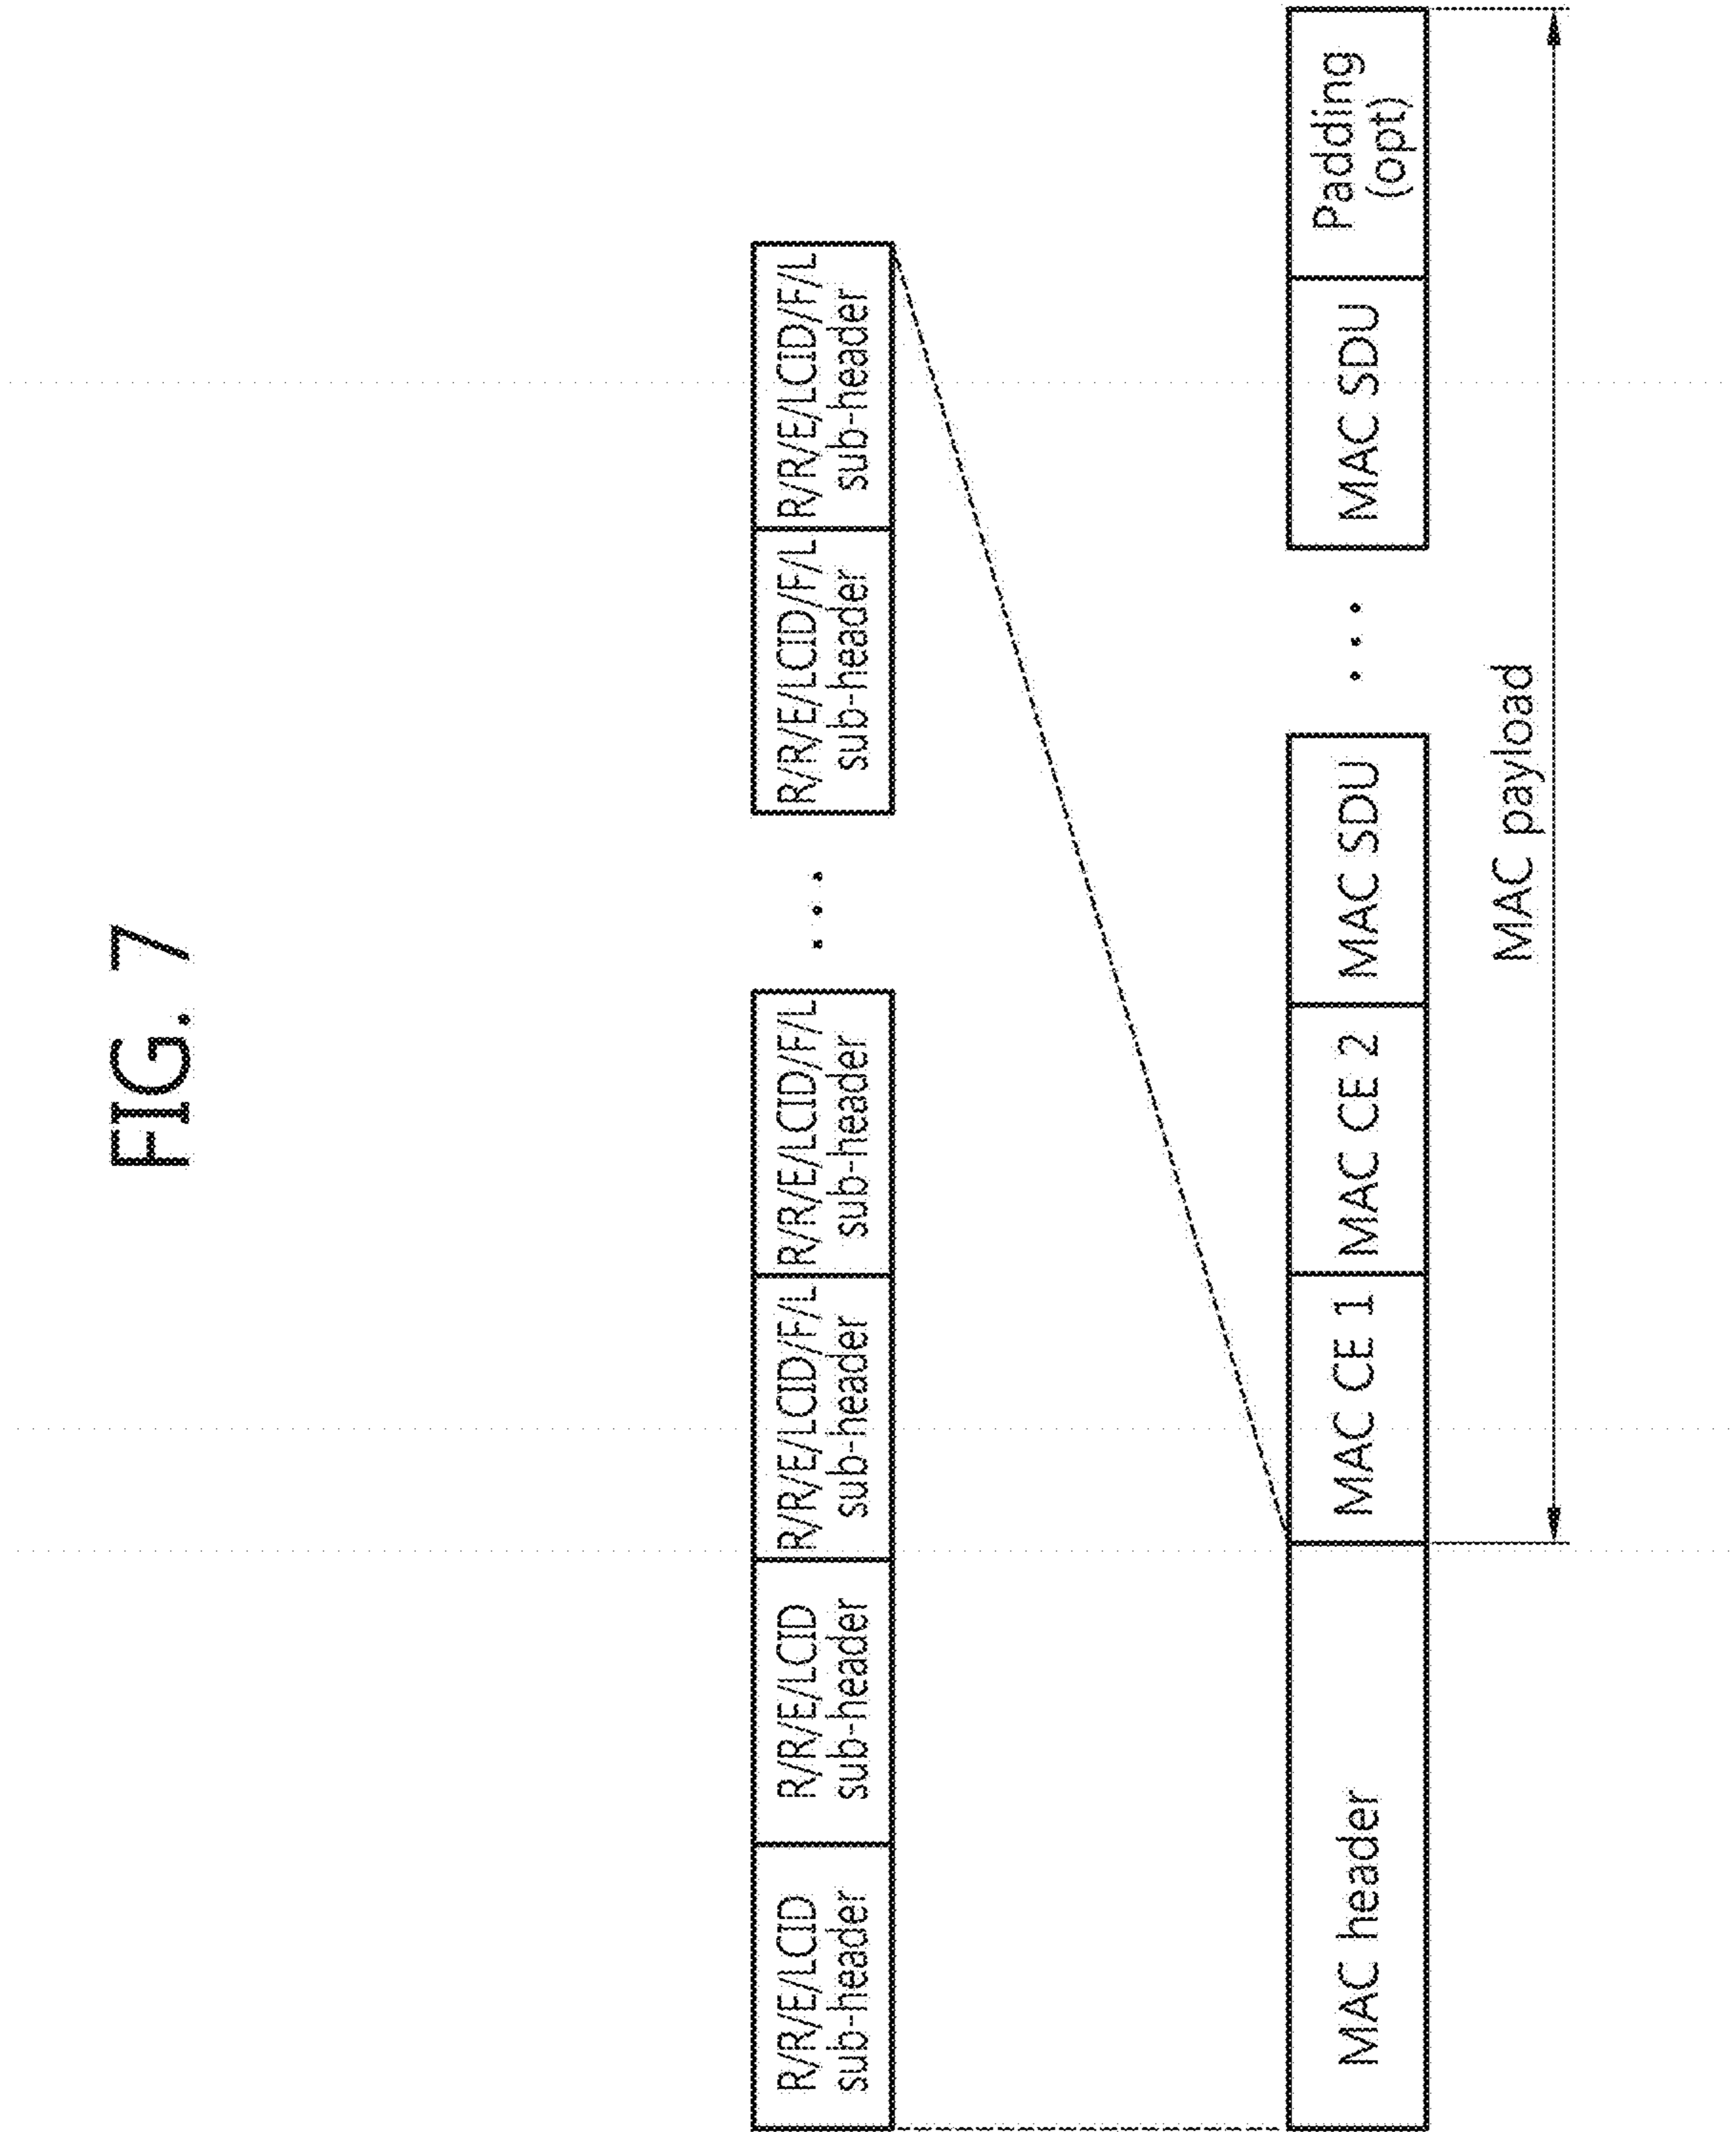 FIG. 7
R/R/E/LCID
sub-header
R/R/E/LCID
sub-header
R/R/E/LCID/F/L
sub-header
R/R/E/LCID/F/L
sub-header
...
R/R/E/LCID/F/L
sub-header
R/R/E/LCID/F/L
sub-header
MAC header
MAC CE 1
MAC CE 2
MAC SDU
...
MAC SDU
Padding
(opt)
MAC payload